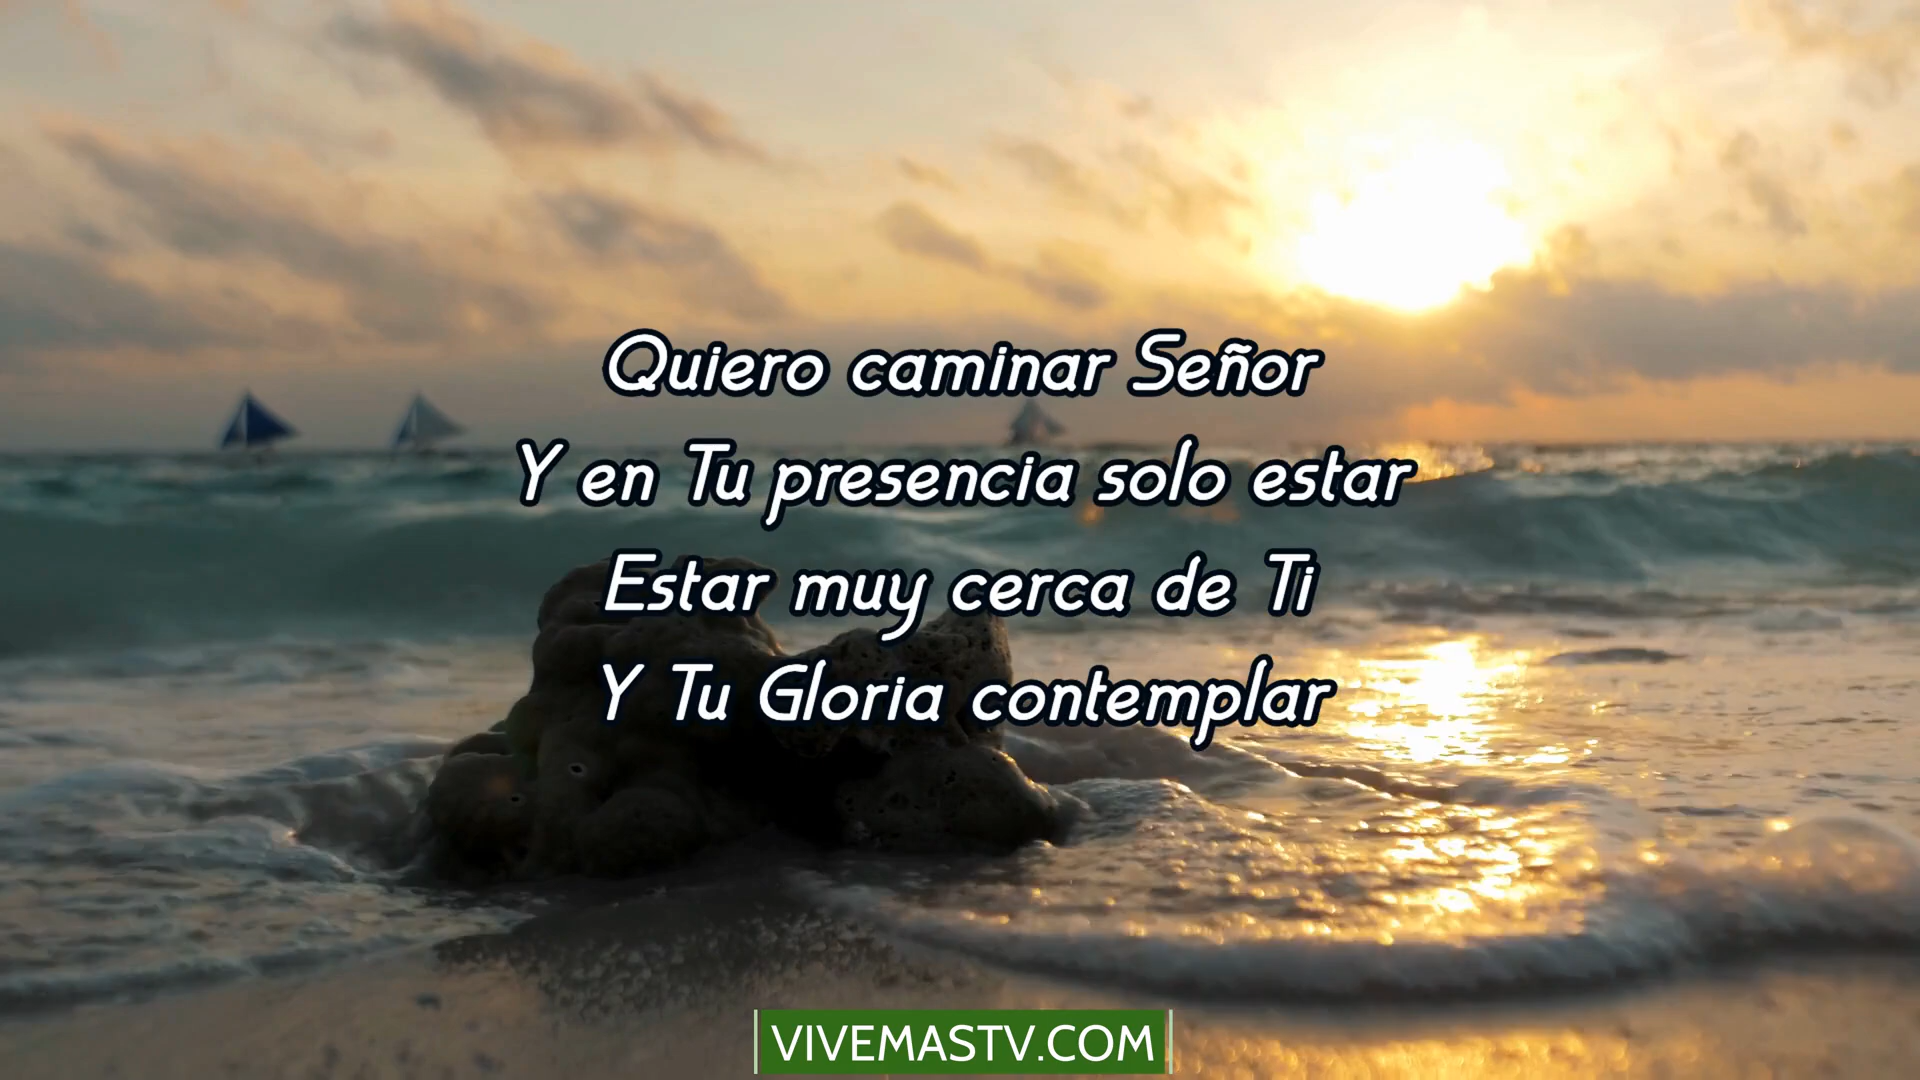 Quiero caminar Señor
Y en Tu presencia solo estar
Estar muy cerca de Ti
Y Tu Gloria contemplar
VIVEMASTV.COM